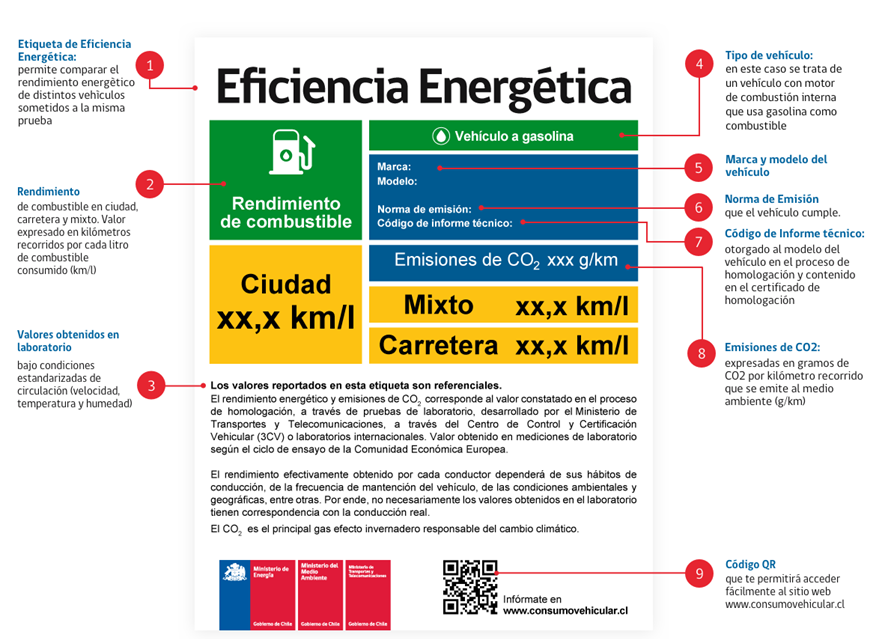 Etiqueta de Eficiencia
Energética:
permite comparar el
rendimiento energético
de distintos vehículos
sometidos a la misma
prueba
1
2
Rendimiento
de combustible en ciudad,
carretera y mixto. Valor
expresado en kilómetros
recorridos por cada litro
de combustible
consumido (km/l)
Valores obtenidos en
laboratorio
bajo condiciones
estandarizadas de
circulación (velocidad,
temperatura y humedad)
3
Eficiencia Energética
Rendimiento
de combustible
Vehículo a gasolina
Marca:
Modelo:
Norma de emisión:
Código de informe técnico:
Ciudad
xx,x km/l
Emisiones de CO2 xxx g/km
Mixto xx,x km/l
Carretera xx,x km/l
Los valores reportados en esta etiqueta son referenciales.
El rendimiento energético y emisiones de CO2 corresponde al valor constatado en el proceso
de homologación, a través de pruebas de laboratorio, desarrollado por el Ministerio de
Transportes y Telecomunicaciones, a través del Centro de Control y Certificación
Vehicular (3CV) o laboratorios internacionales. Valor obtenido en mediciones de laboratorio
según el ciclo de ensayo de la Comunidad Económica Europea.
El rendimiento efectivamente obtenido por cada conductor dependerá de sus hábitos de
conducción, de la frecuencia de mantención del vehículo, de las condiciones ambientales y
geográficas, entre otras. Por ende, no necesariamente los valores obtenidos en el laboratorio
tienen correspondencia con la conducción real.
El CO2 es el principal gas efecto invernadero responsable del cambio climático.
Ministerio de
Energía
Gobierno de Chile
Ministerio del
Medio
Ambiente
Gobierno de Chile
Ministerio de
Transportes y
Telecomunicaciones
Gobierno de Chile
Infórmate en
www.consumovehicular.cl
4
Tipo de vehículo:
en este caso se trata de
un vehículo con motor
de combustión interna
que usa gasolina como
combustible
5
Marca y modelo del
vehículo
6
Norma de Emisión
que el vehículo cumple.
7
Código de Informe técnico:
otorgado al modelo del
vehículo en el proceso de
homologación y contenido
en el certificado de
homologación
8
Emisiones de CO2:
expresadas en gramos de
CO2 por kilómetro recorrido
que se emite al medio
ambiente (g/km)
9
Código QR
que te permitirá acceder
fácilmente al sitio web
www.consumovehicular.cl